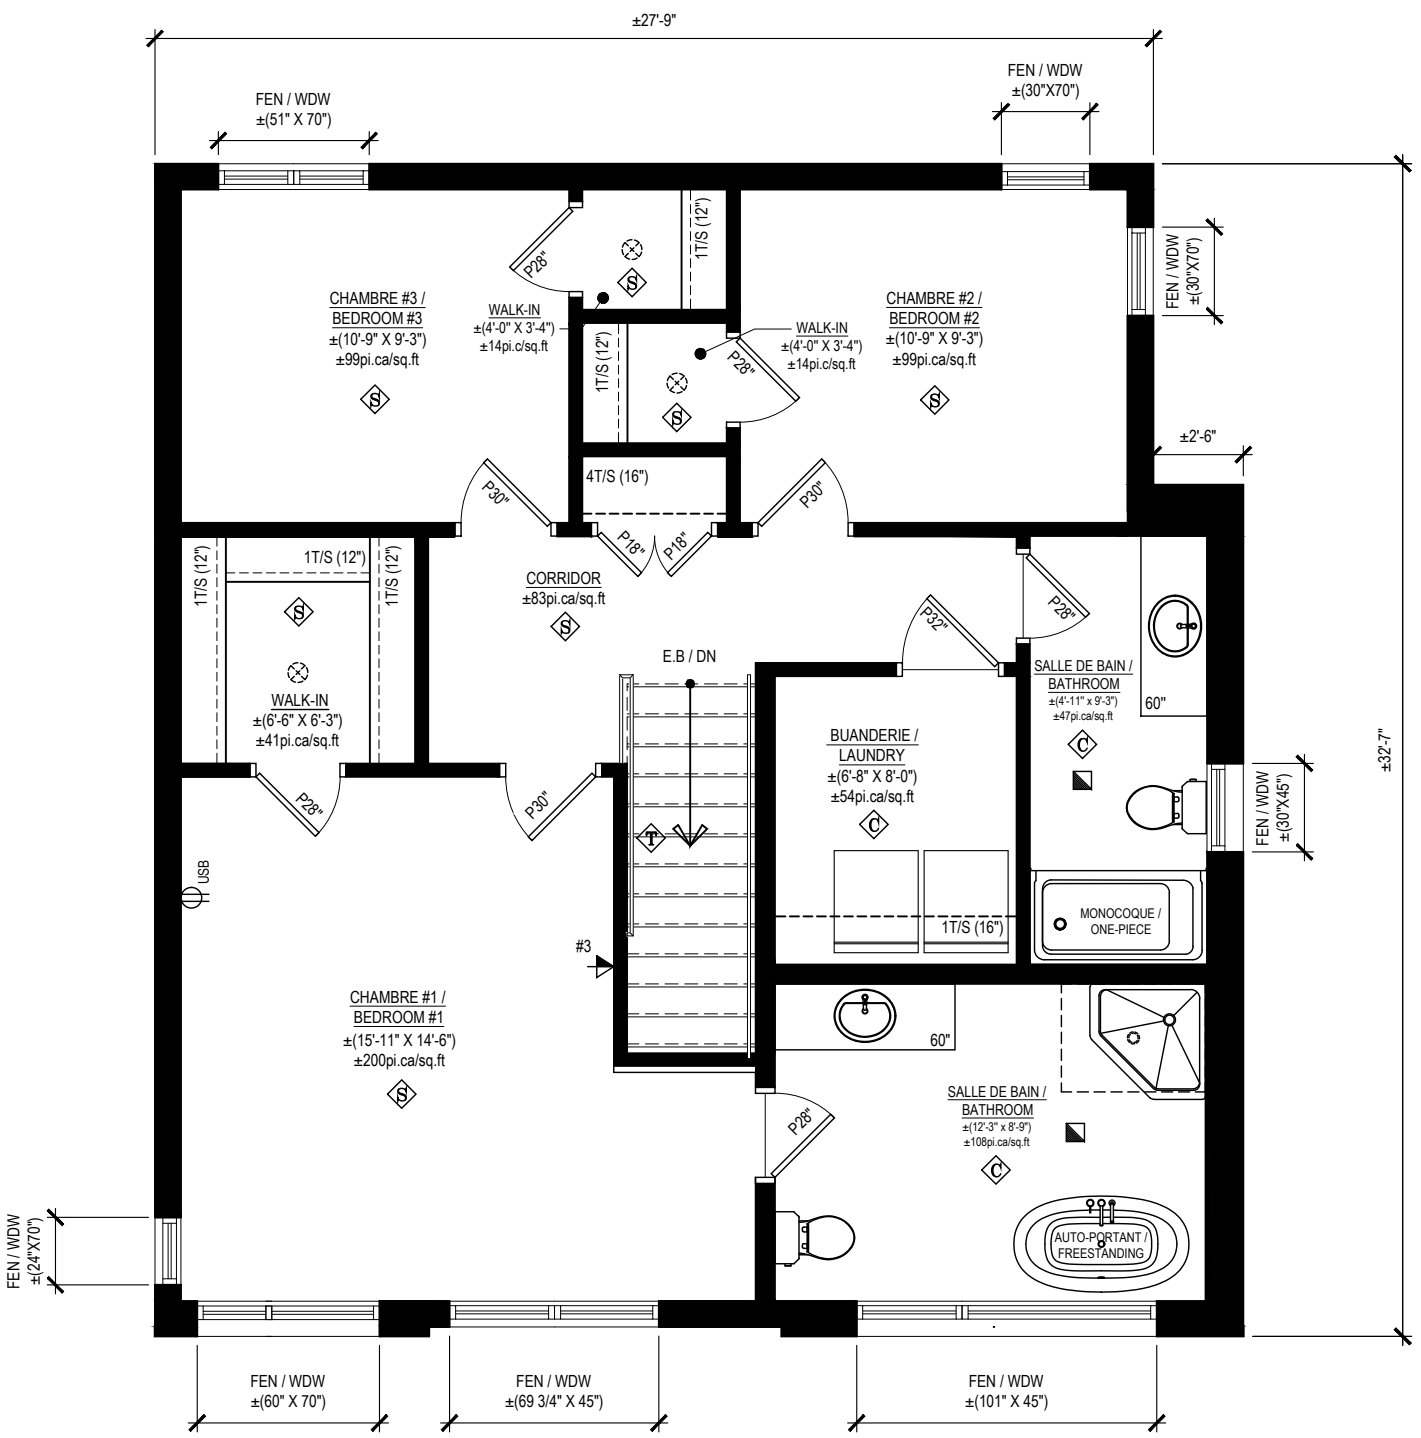 ±27'-9"
FEN / WDW
±(51" X 70")
FEN / WDW
±(30"X70")
FEN / WDW
±(30"X70")
P28"
S
1T/S (12")
CHAMBRE #3 /
BEDROOM #3
±(10'-9" X 9'-3")
±99pi.ca/sq.ft
S
WALK-IN
±(4'-0" X 3'-4")
±14pi.c/sq.ft
1T/S (12")
S
P28"
WALK-IN
±(4'-0" X 3'-4")
±14pi.c/sq.ft
CHAMBRE #2 /
BEDROOM #2
±(10'-9" X 9'-3")
±99pi.ca/sq.ft
S
±2'-6"
P30"
4T/S (16")
P18"
P18"
P30"
1T/S (12")
1T/S (12")
1T/S (12")
S
WALK-IN
±(6'-6" X 6'-3")
±41pi.ca/sq.ft
CORRIDOR
±83pi.ca/sq.ft
S
E.B / DN
P32"
P28"
SALLE DE BAIN /
BATHROOM
±(4'-11" x 9'-3")
±47pi.ca/sq.ft
C
60"
±32'-7"
BUANDERIE /
LAUNDRY
±(6'-8" X 8'-0")
±54pi.ca/sq.ft
C
P28"
P30"
T
FEN / WDW
±(30"X45")
USB
1T/S (16")
MONOCOQUE /
ONE-PIECE
#3
CHAMBRE #1 /
BEDROOM #1
±(15'-11" X 14'-6")
±200pi.ca/sq.ft
S
60"
P28"
SALLE DE BAIN /
BATHROOM
±(12'-3" x 8'-9")
±108pi.ca/sq.ft
C
AUTO-PORTANT /
FREESTANDING
FEN / WDW
±(24"X70")
FEN / WDW
±(60" X 70")
FEN / WDW
±(69 3/4" X 45")
FEN / WDW
±(101" X 45")